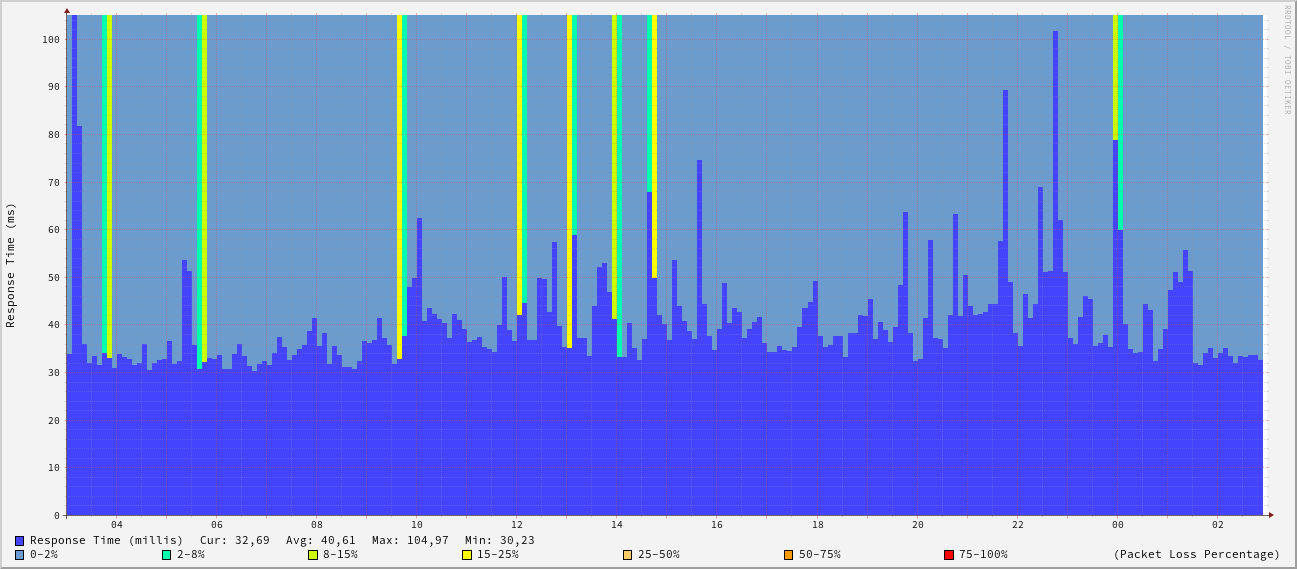 RRDTOOL / TOBI OETIKER
Response Time (ms)
100
90
80
70
60
50
40
30
20
10
0
04 06 08 10 12 14 16 18 20 22 00 02
Response Time (millis) Cur: 32,69 Avg: 40,61 Max: 104,97 Min: 30,23
0-2% 2-8% 8-15% 15-25% 25-50% 50-75% 75-100% (Packet Loss Percentage)